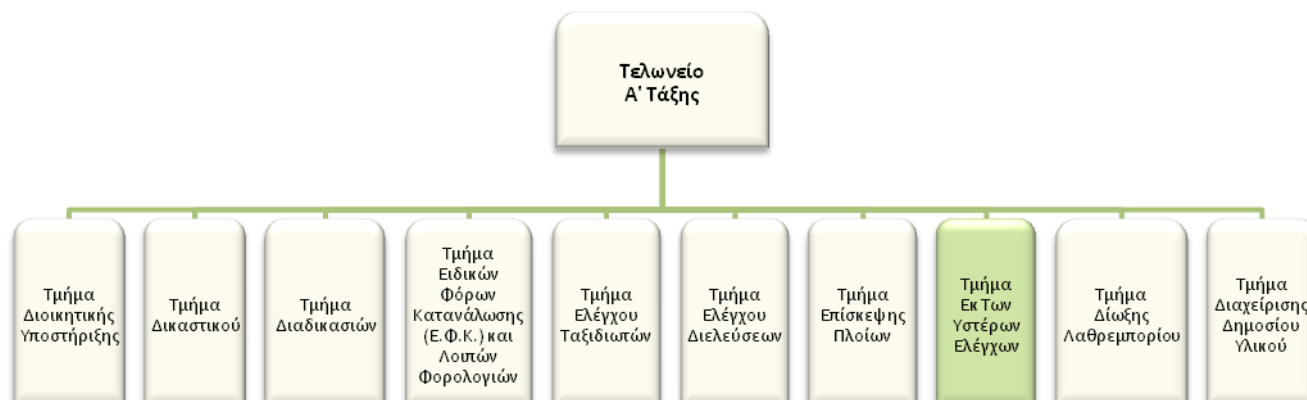 Τελωνείο
Α' Τάξης
Τμήμα
Διοικητικής
Υποστήριξης
Τμήμα
Δικαστικού
Τμήμα
Διαδικασιών
Τμήμα
Ειδικών
Φόρων
Κατανάλωσης
(Ε.Φ.Κ.) και
Λοιπών
Φορολογιών
Τμήμα
Ελέγχου
Ταξιδιωτών
Τμήμα
Ελέγχου
Διελεύσεων
Τμήμα
Επίσκεψης
Πλοίων
Τμήμα
Εκ Των
Υστέρων
Ελέγχων
Τμήμα
Δίωξης
Λαθρεμπορίου
Τμήμα
Διαχείρισης
Δημοσίου
Υλικού